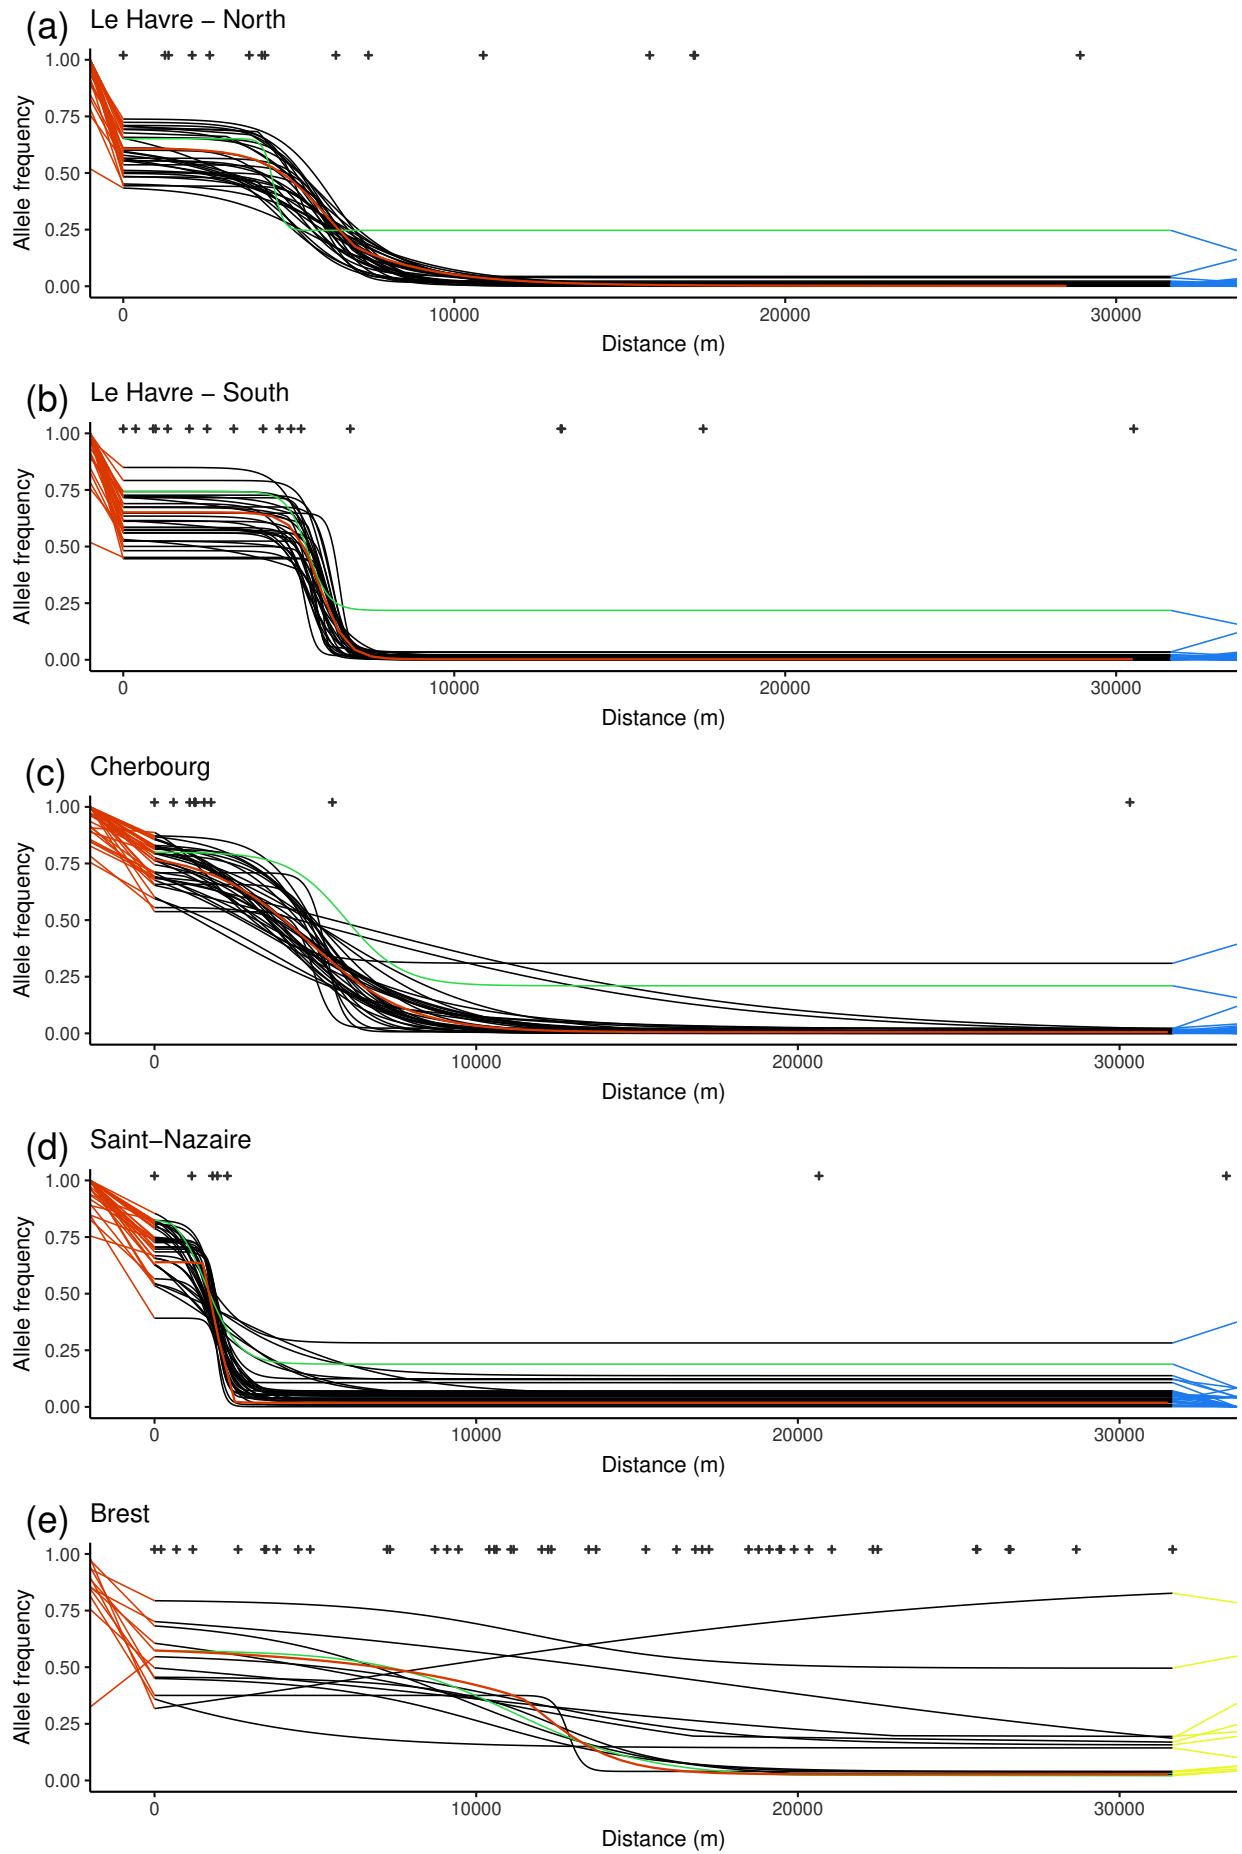 (a) Le Havre – North
1.00
0.75
0.50
0.25
0.00
Allele frequency
0 10000 20000 30000
Distance (m)
(b) Le Havre – South
1.00
0.75
0.50
0.25
0.00
Allele frequency
0 10000 20000 30000
Distance (m)
(c) Cherbourg
1.00
0.75
0.50
0.25
0.00
Allele frequency
0 10000 20000 30000
Distance (m)
(d) Saint–Nazaire
1.00
0.75
0.50
0.25
0.00
Allele frequency
0 10000 20000 30000
Distance (m)
(e) Brest
1.00
0.75
0.50
0.25
0.00
Allele frequency
0 10000 20000 30000
Distance (m)